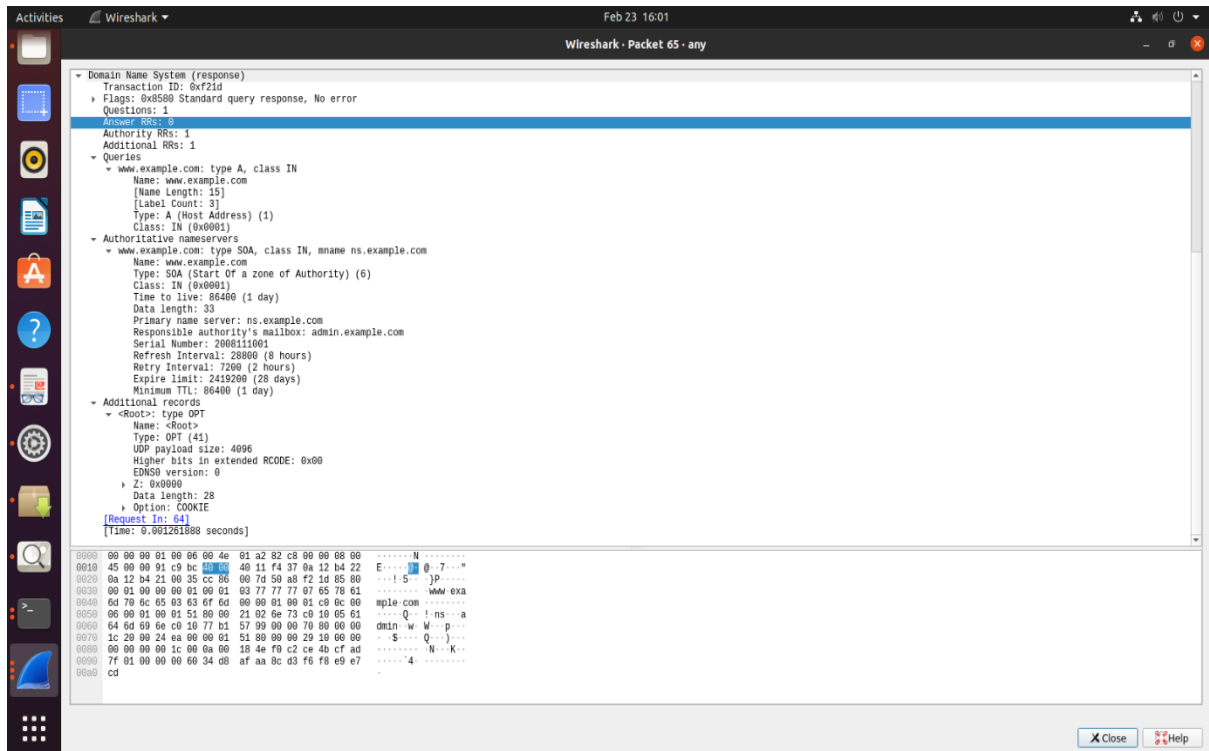 Activities
Wireshark
Feb 23 16:01
Wireshark · Packet 65 · any
Domain Name System (response)
Transaction ID: 0xf21d
Flags: 0x8580 Standard query response, No error
Questions: 1
Answer RRs: 0
Authority RRs: 1
Additional RRs: 1
Queries
www.example.com: type A, class IN
Name: www.example.com
[Name Length: 15]
[Label Count: 3]
Type: A (Host Address) (1)
Class: IN (0x0001)
Authoritative nameservers
www.example.com: type SOA, class IN, mname ns.example.com
Name: www.example.com
Type: SOA (Start Of a zone of Authority) (6)
Class: IN (0x0001)
Time to live: 86400 (1 day)
Data length: 33
Primary name server: ns.example.com
Responsible authority's mailbox: admin.example.com
Serial Number: 2008111001
Refresh Interval: 28800 (8 hours)
Retry Interval: 7200 (2 hours)
Expire limit: 2419200 (28 days)
Minimum TTL: 86400 (1 day)
Additional records
<Root>: type OPT
Name: <Root>
Type: OPT (41)
UDP payload size: 4096
Higher bits in extended RCODE: 0x00
EDNS0 version: 0
Z: 0x0000
Data length: 28
Option: COOKIE
[Request In: 64]
[Time: 0.001261888 seconds]
0000 00 00 00 01 00 06 00 4e 01 a2 82 c8 00 00 08 00 ·······N ········
0010 45 00 00 91 c9 bc 40 00 40 11 f4 37 0a 12 b4 22 E·····@· @··7···"
0020 0a 12 b4 21 00 35 cc 86 00 7d 50 a8 f2 1d 85 80 ···!·5·· ·}P·····
0030 00 01 00 00 00 01 00 01 03 77 77 77 07 65 78 61 ········ ·www·exa
0040 6d 70 6c 65 03 63 6f 6d 00 00 01 00 01 c0 0c 00 mple·com ········
0050 06 00 01 00 01 51 80 00 21 02 6e 73 c0 10 05 61 ·····Q·· !·ns···a
0060 64 6d 69 6e c0 10 77 b1 57 99 00 00 70 80 00 00 dmin··w· W···p···
0070 1c 20 00 24 ea 00 00 01 51 80 00 00 29 10 00 00 · ·$···· Q···)···
0080 00 00 00 00 1c 00 0a 00 18 4e f0 c2 ce 4b cf ad ········ ·N···K··
0090 7f 01 00 00 00 60 34 d8 af aa 8c d3 f6 f8 e9 e7 ·····`4· ········
00a0 cd ·
Close
Help